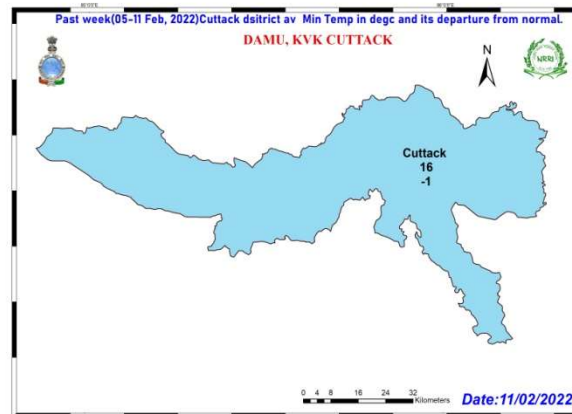 Past week(05-11 Feb, 2022)Cuttack dsitrict av Min Temp in degc and its departure from normal.
DAMU, KVK CUTTACK
N
NRRI
Cuttack
16
-1
0 4 8 16 24 32
Kilometers
Date:11/02/2022